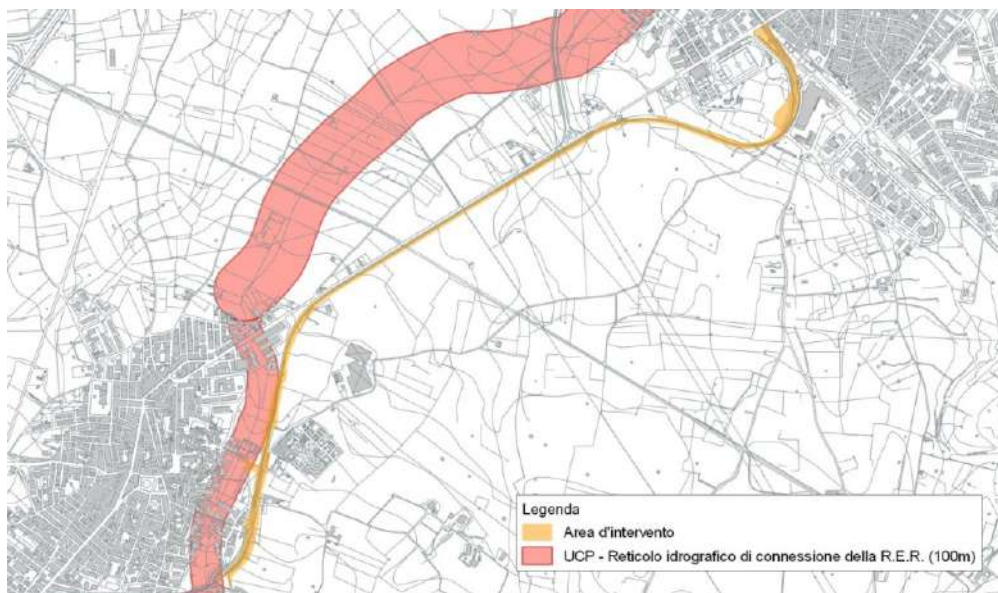 Legenda
Area d'intervento
UCP - Reticolo idrografico di connessione della R.E.R. (100m)